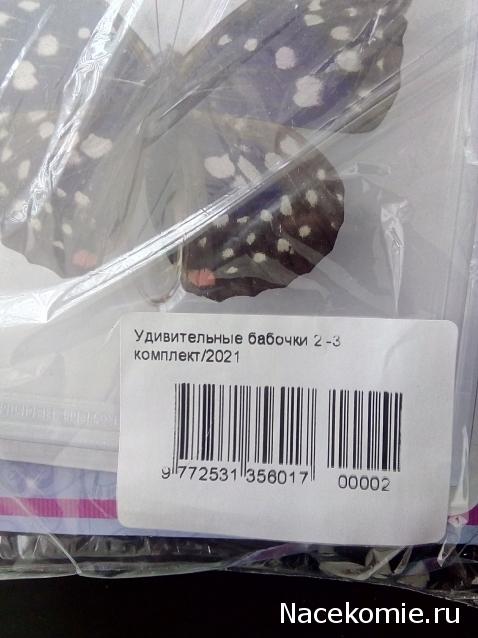 Удивительные бабочки 2-3
комплект/2021
9 772531 356017 00002
Nacekomie.ru